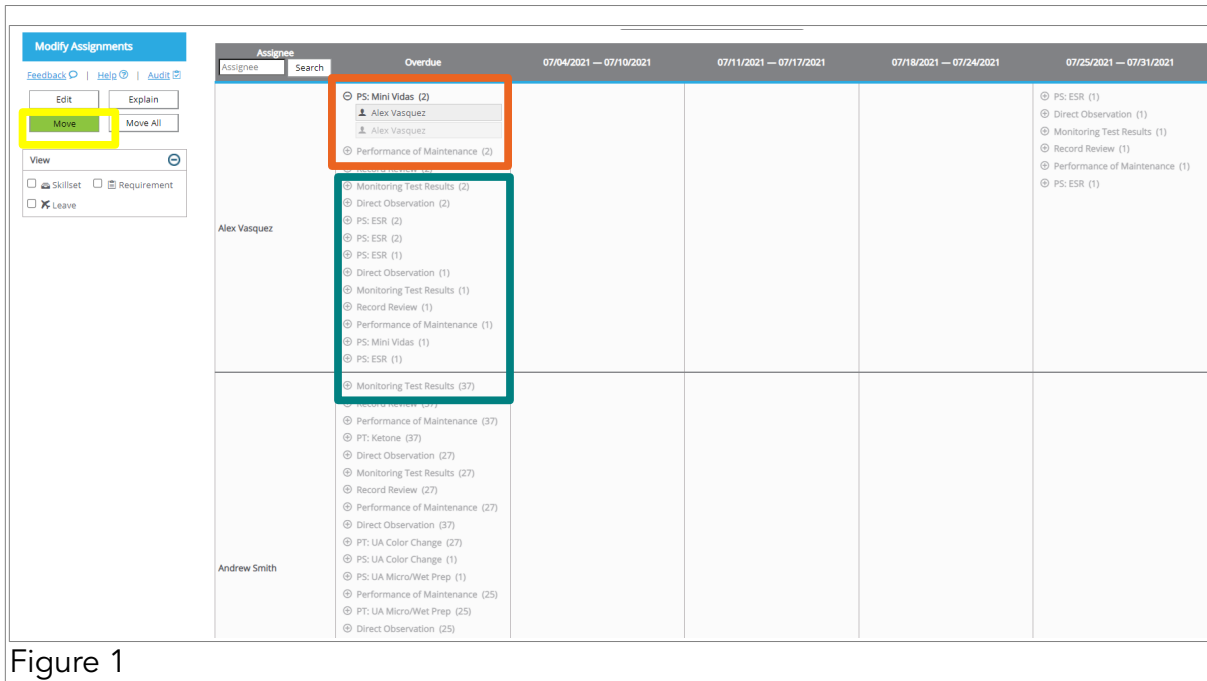 Modify Assignments
Feedback | Help | Audit
Edit Explain
Move Move All
View
Skillset Requirement
Leave
Assignee
Assignee Search
Overdue
07/04/2021 — 07/10/2021
07/11/2021 — 07/17/2021
07/18/2021 — 07/24/2021
07/25/2021 — 07/31/2021
Alex Vasquez
PS: Mini Vidas (2)
Alex Vasquez
Alex Vasquez
Performance of Maintenance (2)
Record Review (2)
Monitoring Test Results (2)
Direct Observation (2)
PS: ESR (2)
PS: ESR (2)
PS: ESR (1)
Direct Observation (1)
Monitoring Test Results (1)
Record Review (1)
Performance of Maintenance (1)
PS: Mini Vidas (1)
PS: ESR (1)
PS: ESR (1)
Direct Observation (1)
Monitoring Test Results (1)
Record Review (1)
Performance of Maintenance (1)
PS: ESR (1)
Andrew Smith
Monitoring Test Results (37)
Record Review (37)
Performance of Maintenance (37)
PT: Ketone (37)
Direct Observation (27)
Monitoring Test Results (27)
Record Review (27)
Performance of Maintenance (27)
Direct Observation (37)
PT: UA Color Change (27)
PS: UA Color Change (1)
PS: UA Micro/Wet Prep (1)
Performance of Maintenance (25)
PT: UA Micro/Wet Prep (25)
Direct Observation (25)
Figure 1